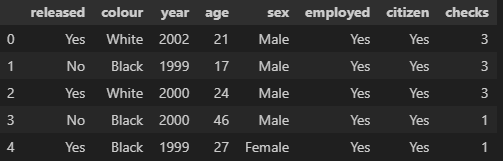 released colour year age sex employed citizen checks
0 Yes White 2002 21 Male Yes Yes 3
1 No Black 1999 17 Male Yes Yes 3
2 Yes White 2000 24 Male Yes Yes 3
3 No Black 2000 46 Male Yes Yes 1
4 Yes Black 1999 27 Female Yes Yes 1